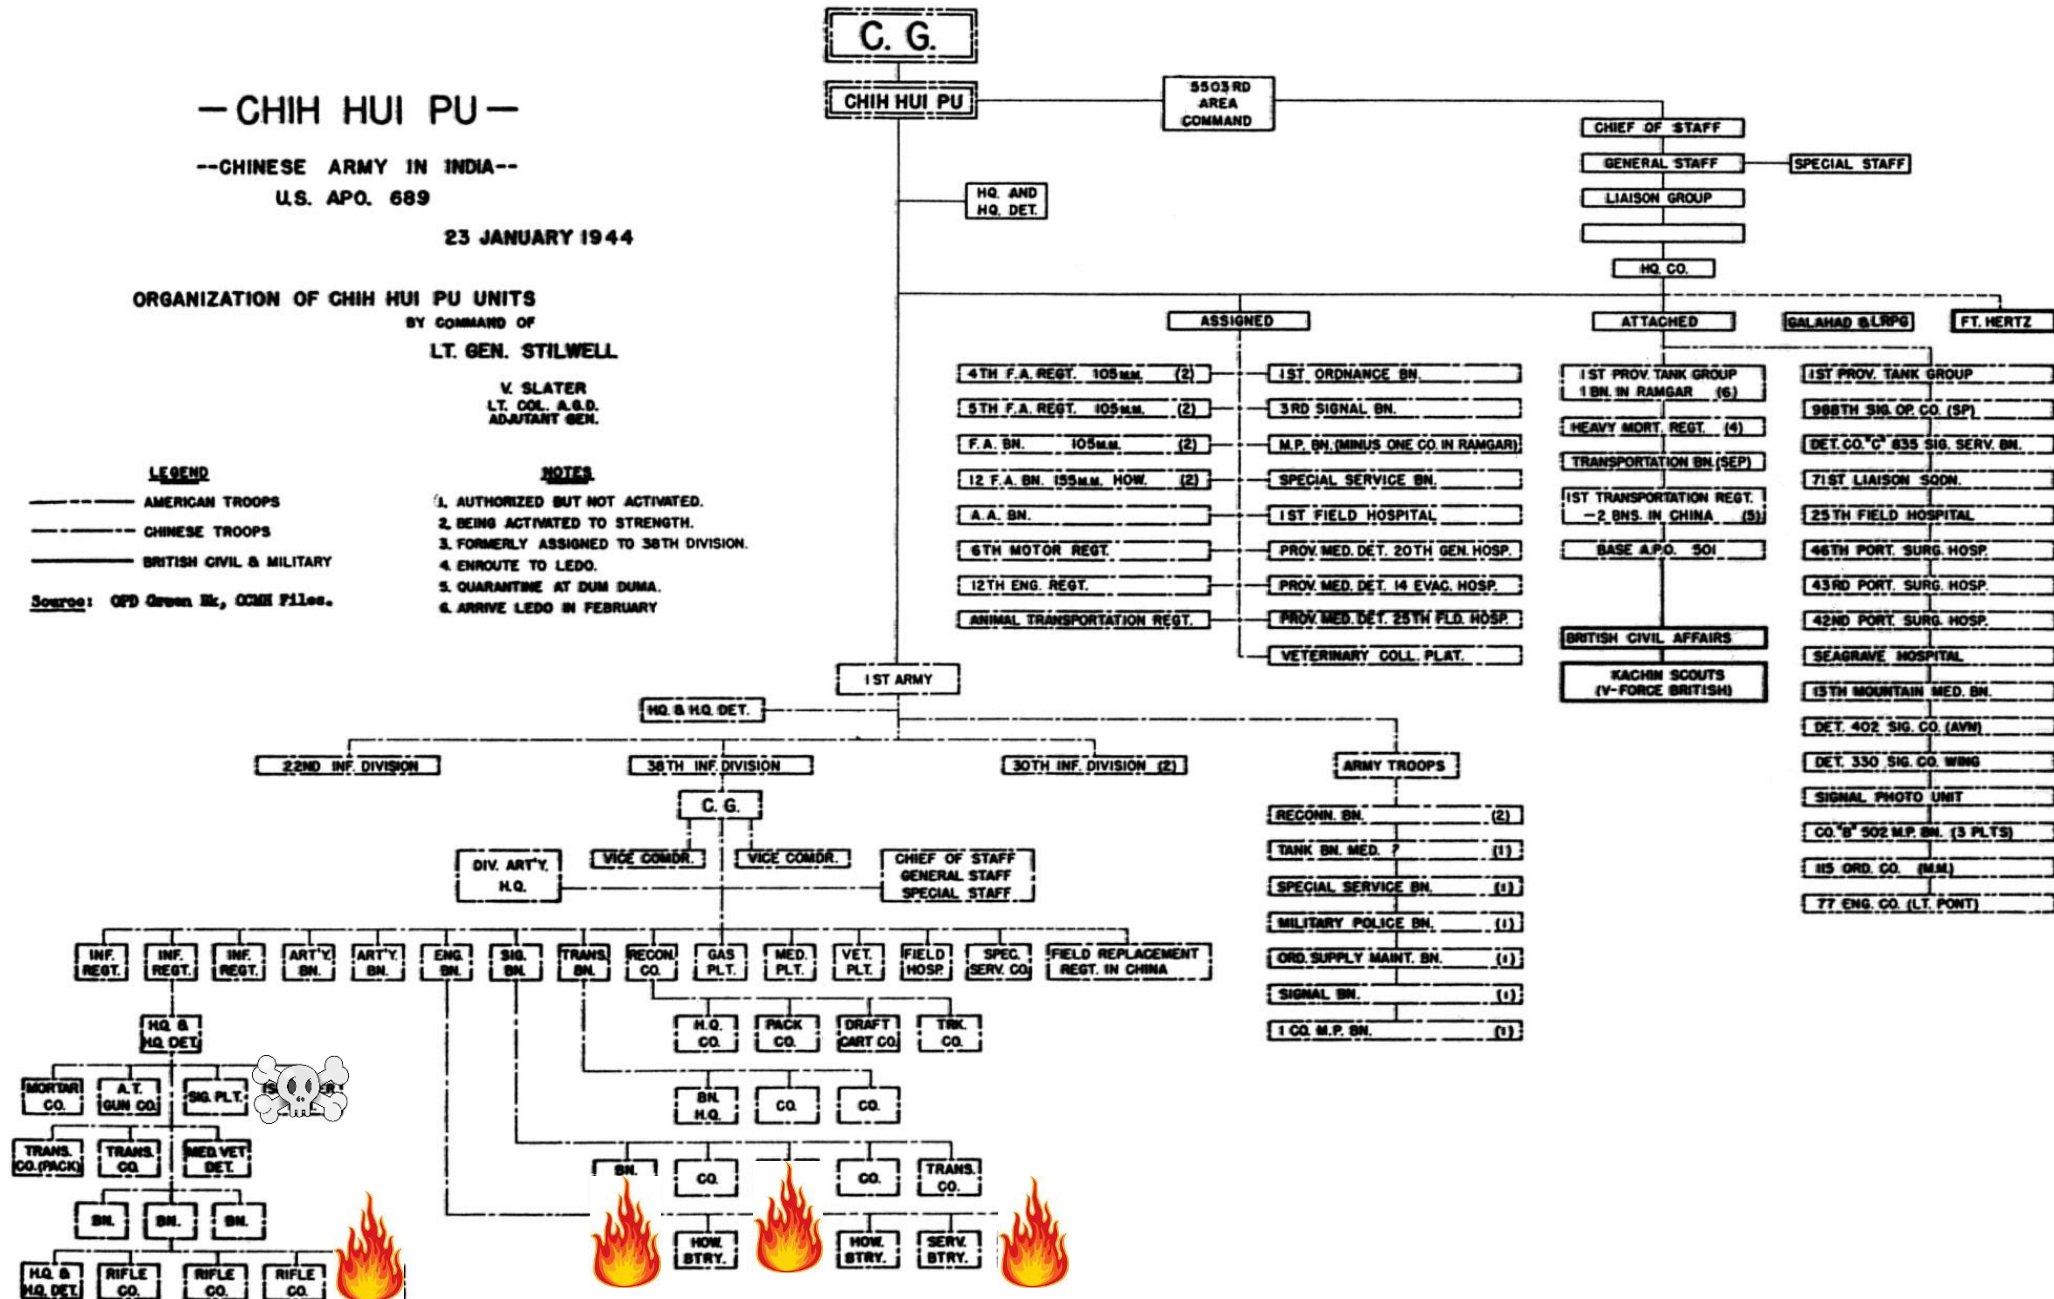 C. G.
CHIH HUI PU
5503RD
AREA
COMMAND
CHIEF OF STAFF
GENERAL STAFF
SPECIAL STAFF
LIAISON GROUP
HQ. CO.
HQ. AND
HQ. DET.
—CHIH HUI PU—
--CHINESE ARMY IN INDIA--
U.S. APO. 689
23 JANUARY 1944
ORGANIZATION OF CHIH HUI PU UNITS
BY COMMAND OF
LT. GEN. STILWELL
V. SLATER
LT. COL. A.G.D.
ADJUTANT GEN.
LEGEND
AMERICAN TROOPS
CHINESE TROOPS
BRITISH CIVIL & MILITARY
Source: OPD Green Bk, OCMH Files.
NOTES
1. AUTHORIZED BUT NOT ACTIVATED.
2. BEING ACTIVATED TO STRENGTH.
3. FORMERLY ASSIGNED TO 38TH DIVISION.
4. ENROUTE TO LEDO.
5. QUARANTINE AT DUM DUMA.
6. ARRIVE LEDO IN FEBRUARY
ASSIGNED
4TH F.A. REGT. 105M.M. (2)
5TH F.A. REGT. 105M.M. (2)
F.A. BN. 105M.M. (2)
12 F.A. BN. 155M.M. HOW. (2)
A.A. BN.
6TH MOTOR REGT.
12TH ENG. REGT.
ANIMAL TRANSPORTATION REGT.
1ST ORDNANCE BN.
3RD SIGNAL BN.
M.P. BN. (MINUS ONE CO. IN RAMGAR)
SPECIAL SERVICE BN.
1ST FIELD HOSPITAL
PROV. MED. DET. 20TH GEN. HOSP.
PROV. MED. DET. 14 EVAC. HOSP.
PROV. MED. DET. 25TH FLD. HOSP.
VETERINARY COLL. PLAT.
ATTACHED
1ST PROV. TANK GROUP
1 BN. IN RAMGAR (6)
HEAVY MORT. REGT. (4)
TRANSPORTATION BN. (SEP)
1ST TRANSPORTATION REGT.
—2 BNS. IN CHINA (5)
BASE A.P.O. 501
BRITISH CIVIL AFFAIRS
KACHIN SCOUTS
(V-FORCE BRITISH)
GALAHAD & LRPG
FT. HERTZ
1ST PROV. TANK GROUP
988TH SIG. OP. CO. (SP)
DET. CO. "C" 835 SIG. SERV. BN.
71ST LIAISON SQDN.
25TH FIELD HOSPITAL
46TH PORT. SURG. HOSP.
43RD PORT. SURG. HOSP.
42ND PORT. SURG. HOSP.
SEAGRAVE HOSPITAL
13TH MOUNTAIN MED. BN.
DET. 402 SIG. CO. (AVN)
DET. 330 SIG. CO. WING
SIGNAL PHOTO UNIT
CO. "B" 502 M.P. BN. (3 PLTS)
115 ORD. CO. (M.M.)
77 ENG. CO. (LT. PONT)
1ST ARMY
HQ. & H.Q. DET.
22ND INF. DIVISION
38TH INF. DIVISION
30TH INF. DIVISION (2)
ARMY TROOPS
RECONN. BN. (2)
TANK BN. MED. ? (1)
SPECIAL SERVICE BN. (1)
MILITARY POLICE BN. (1)
ORD. SUPPLY MAINT. BN. (1)
SIGNAL BN. (1)
1 CO. M.P. BN. (1)
C. G.
VICE COMDR.
VICE COMDR.
DIV. ART'Y.
H.Q.
CHIEF OF STAFF
GENERAL STAFF
SPECIAL STAFF
INF.
REGT.
INF.
REGT.
INF.
REGT.
ART'Y.
BN.
ART'Y.
BN.
ENG.
BN.
SIG.
BN.
TRANS.
BN.
RECON.
CO.
GAS
PLT.
MED.
PLT.
VET.
PLT.
FIELD
HOSP.
SPEC.
SERV. CO.
FIELD REPLACEMENT
REGT. IN CHINA
H.Q.
CO.
PACK
CO.
DRAFT
CART CO.
TRK.
CO.
BN.
H.Q.
CO.
CO.
BN.
CO.
CO.
TRANS.
CO.
HOW.
BTRY.
HOW.
BTRY.
SERV.
BTRY.
H.Q. &
H.Q. DET.
MORTAR
CO.
A.T.
GUN CO.
SIG. PLT.
TRANS.
CO. (PACK)
TRANS.
CO.
MED. VET
DET.
BN.
BN.
BN.
H.Q. &
H.Q. DET.
RIFLE
CO.
RIFLE
CO.
RIFLE
CO.